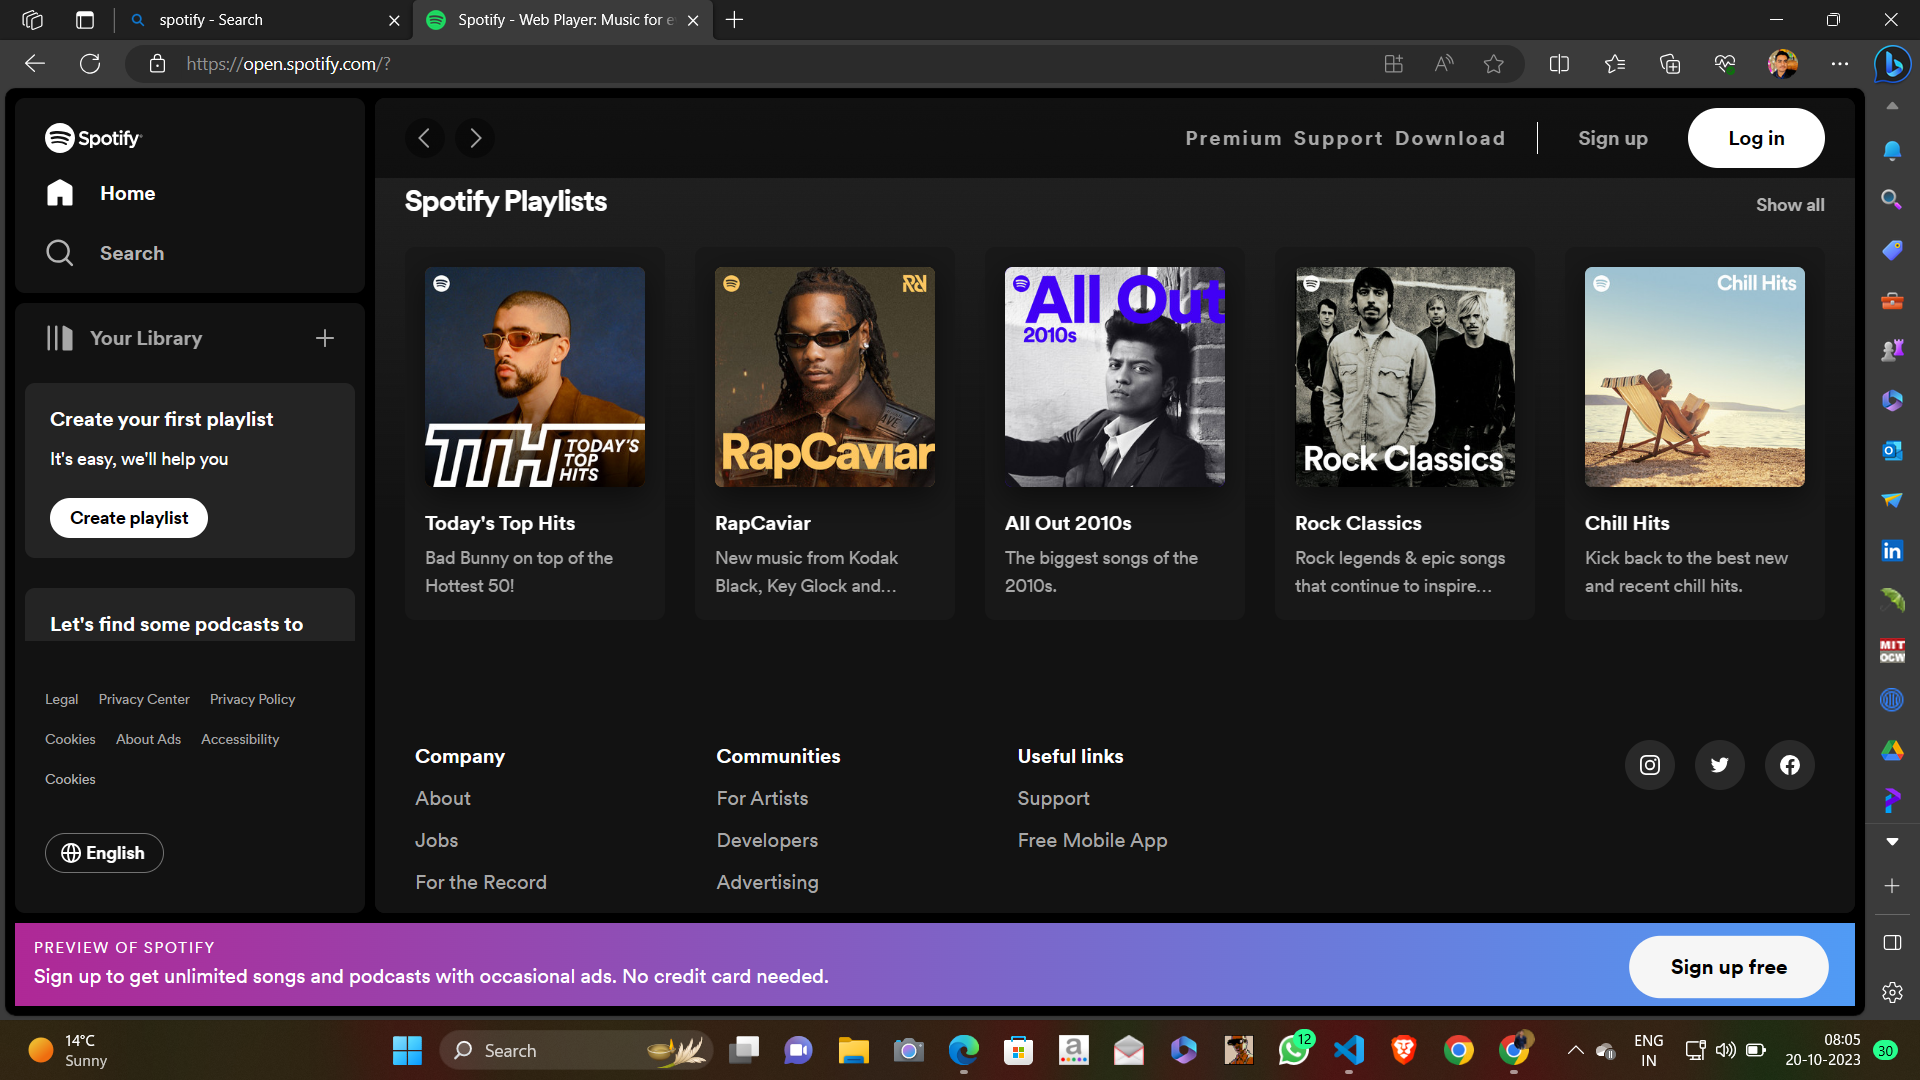 spotify - Search
Spotify - Web Player: Music for e
https://open.spotify.com/?
Spotify
Home
Search
Your Library
Create your first playlist
It's easy, we'll help you
Create playlist
Let's find some podcasts to
Legal Privacy Center Privacy Policy
Cookies About Ads Accessibility
Cookies
English
Premium Support Download
Sign up
Log in
Spotify Playlists
Show all
TTH TODAY'S
TOP
HITS
Today's Top Hits
Bad Bunny on top of the
Hottest 50!
RapCaviar
RapCaviar
New music from Kodak
Black, Key Glock and...
All Out
2010s
All Out 2010s
The biggest songs of the
2010s.
Rock Classics
Rock Classics
Rock legends & epic songs
that continue to inspire...
Chill Hits
Chill Hits
Kick back to the best new
and recent chill hits.
Company
About
Jobs
For the Record
Communities
For Artists
Developers
Advertising
Useful links
Support
Free Mobile App
PREVIEW OF SPOTIFY
Sign up to get unlimited songs and podcasts with occasional ads. No credit card needed.
Sign up free
MIT
OCW
14°C
Sunny
Search
12
ENG
IN
08:05
20-10-2023
30